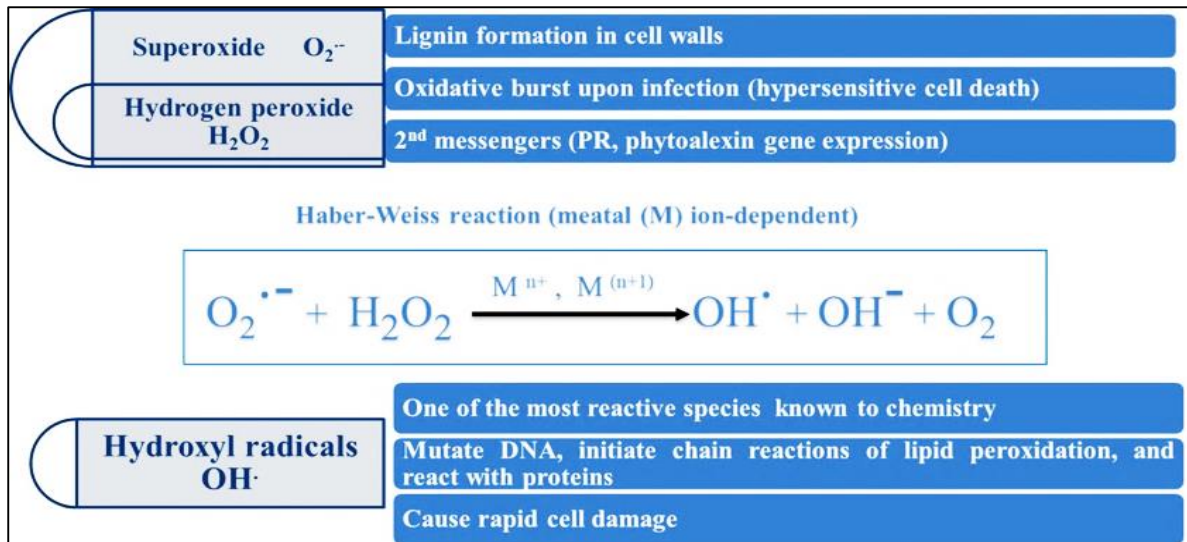 Superoxide O₂·-
Lignin formation in cell walls
Hydrogen peroxide
H₂O₂
Oxidative burst upon infection (hypersensitive cell death)
2nd messengers (PR, phytoalexin gene expression)
Haber-Weiss reaction (meatal (M) ion-dependent)
M n+ , M (n+1)
O₂·- + H₂O₂ → OH· + OH- + O₂
Hydroxyl radicals
OH·
One of the most reactive species known to chemistry
Mutate DNA, initiate chain reactions of lipid peroxidation, and
react with proteins
Cause rapid cell damage